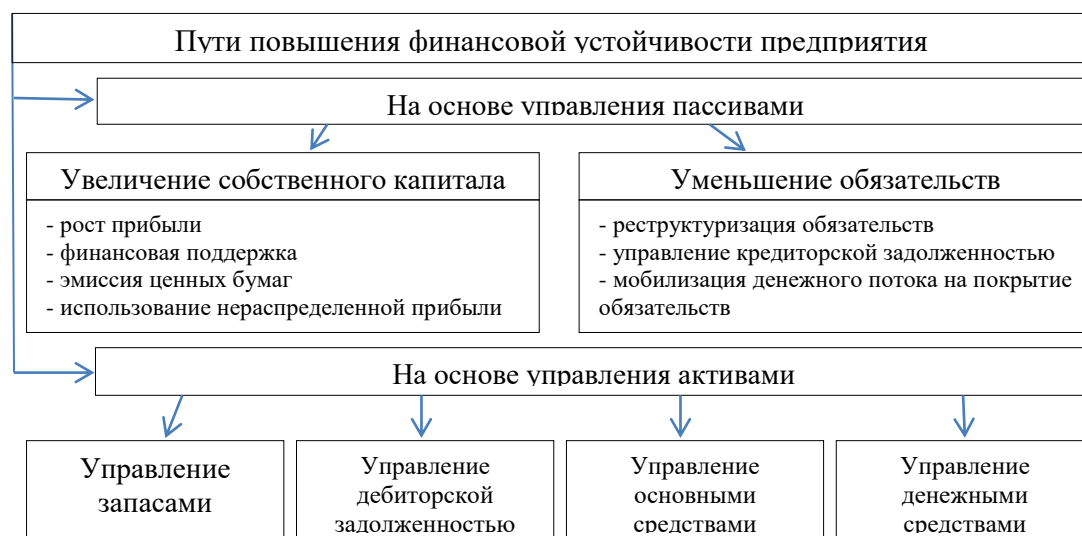 Пути повышения финансовой устойчивости предприятия
На основе управления пассивами
Увеличение собственного капитала
- рост прибыли
- финансовая поддержка
- эмиссия ценных бумаг
- использование нераспределенной прибыли
Уменьшение обязательств
- реструктуризация обязательств
- управление кредиторской задолженностью
- мобилизация денежного потока на покрытие
обязательств
На основе управления активами
Управление
запасами
Управление
дебиторской
задолженностью
Управление
основными
средствами
Управление
денежными
средствами